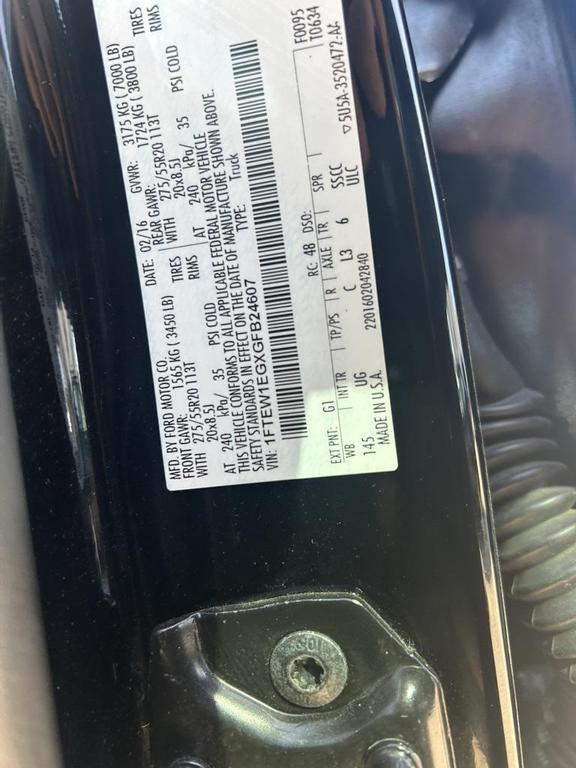 MFD. BY FORD MOTOR CO. DATE: 02/16 GVWR: 3175 KG ( 7000 LB)
FRONT GAWR: 1565 KG ( 3450 LB) REAR GAWR: 1724 KG ( 3800 LB)
WITH 275/55R20 113T TIRES WITH 275/55R20 113T TIRES
20x8.5J RIMS 20x8.5J RIMS
AT 240 kPa/ 35 PSI COLD AT 240 kPa/ 35 PSI COLD
THIS VEHICLE CONFORMS TO ALL APPLICABLE FEDERAL MOTOR VEHICLE
SAFETY STANDARDS IN EFFECT ON THE DATE OF MANUFACTURE SHOWN ABOVE.
VIN: 1FTEW1EGXGFB24607 TYPE: Truck
F0095
T0634
EXT PNT: G1 RC: 48 DSO:
WB INT TR TP/PS R AXLE TR SPR
145 UG C L3 6 SSCC
ULC
MADE IN U.S.A. 2201602042840
▽5U5A-3520472-AA